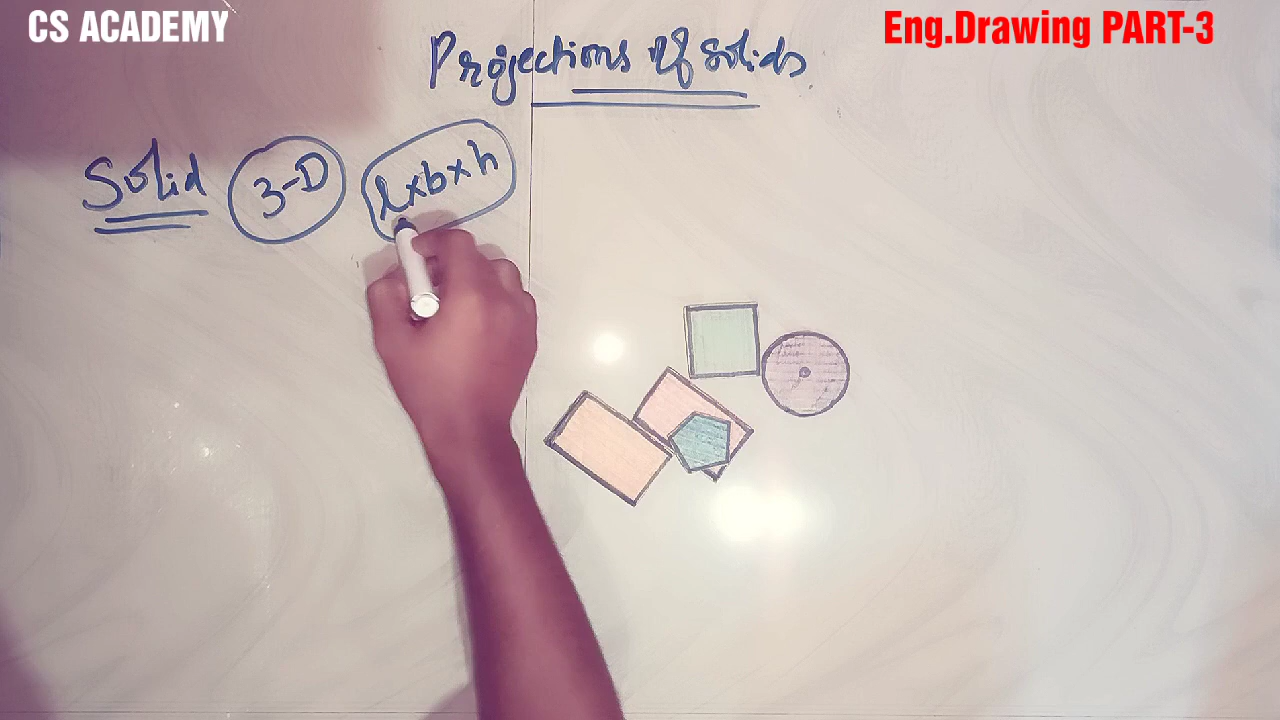 CS ACADEMY
Eng.Drawing PART-3
Projections of solids.
Solid 3-D l×b×h